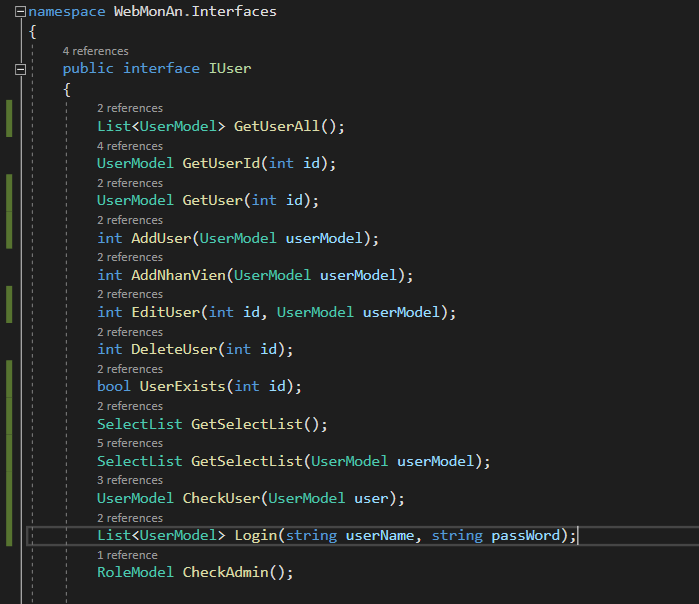 namespace WebMonAn.Interfaces
{
4 references
public interface IUser
{
2 references
List<UserModel> GetUserAll();
4 references
UserModel GetUserId(int id);
2 references
UserModel GetUser(int id);
2 references
int AddUser(UserModel userModel);
2 references
int AddNhanVien(UserModel userModel);
2 references
int EditUser(int id, UserModel userModel);
2 references
int DeleteUser(int id);
2 references
bool UserExists(int id);
2 references
SelectList GetSelectList();
5 references
SelectList GetSelectList(UserModel userModel);
3 references
UserModel CheckUser(UserModel user);
2 references
List<UserModel> Login(string userName, string passWord);
1 reference
RoleModel CheckAdmin();